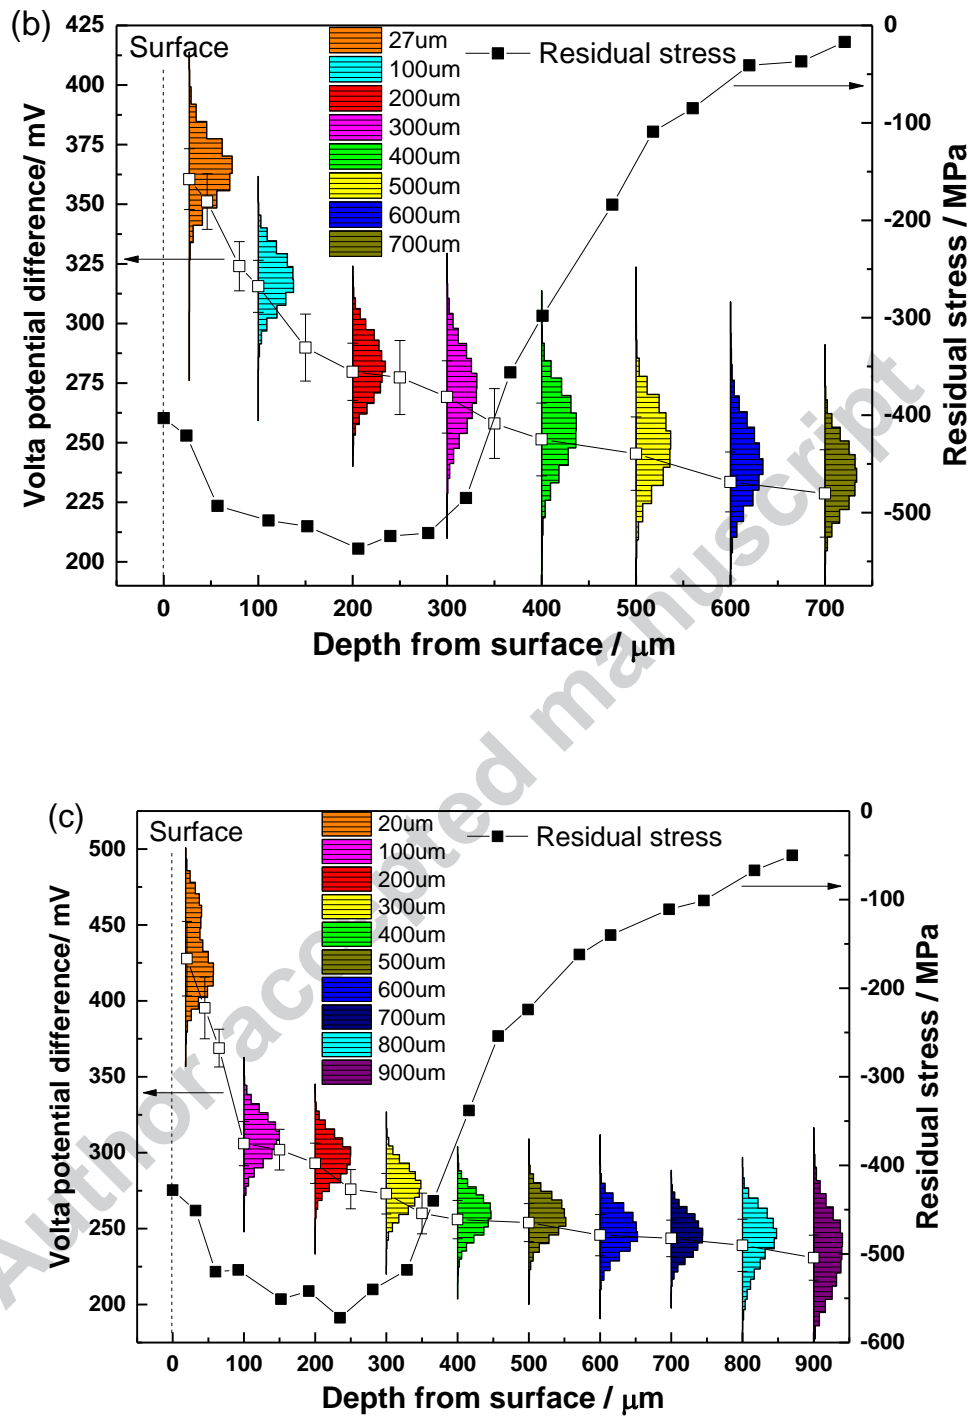 (b)
425
400
375
350
325
300
275
250
225
200
Volta potential difference/ mV
Surface
27um
100um
200um
300um
400um
500um
600um
700um
Residual stress
0
-100
-200
-300
-400
-500
Residual stress / MPa
0 100 200 300 400 500 600 700
Depth from surface / μm
(c)
500
450
400
350
300
250
200
Volta potential difference/ mV
Surface
20um
100um
200um
300um
400um
500um
600um
700um
800um
900um
Residual stress
0
-100
-200
-300
-400
-500
-600
Residual stress / MPa
0 100 200 300 400 500 600 700 800 900
Depth from surface / μm
Author accepted manuscript